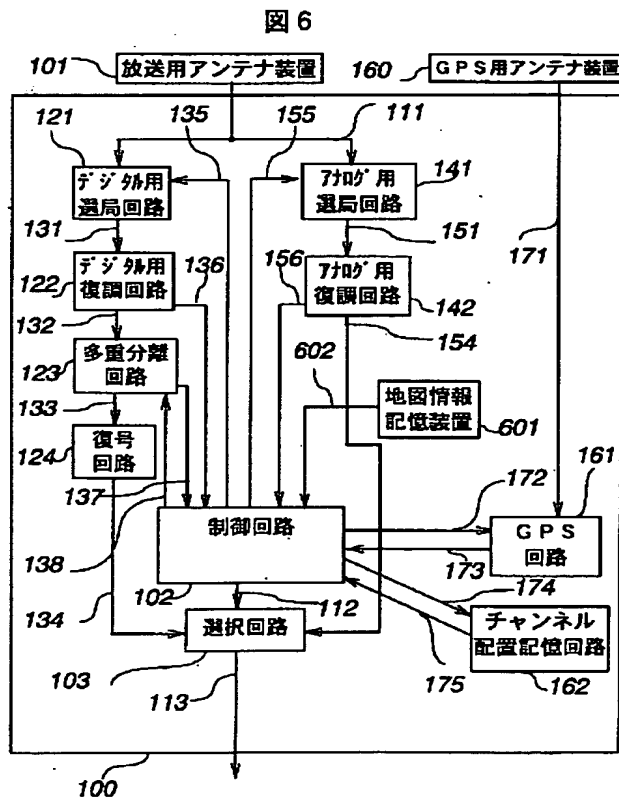 図6
101
放送用アンテナ装置
160
GPS用アンテナ装置
121
135
155
111
デジタル用
選局回路
アナログ用
選局回路
141
131
151
171
136
156
122
デジタル用
復調回路
アナログ用
復調回路
142
132
154
123
多重分離
回路
602
133
地図情報
記憶装置
601
124
復号
回路
161
137
172
制御回路
GPS
回路
138
173
174
102
112
134
選択回路
チャンネル
配置記憶回路
103
113
175
162
100